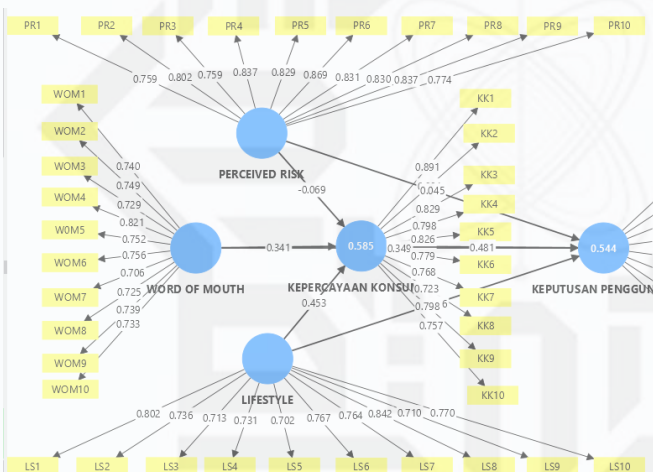 PR1 PR2 PR3 PR4 PR5 PR6 PR7 PR8 PR9 PR10
0.759 0.802 0.759 0.837 0.829 0.869 0.831 0.830 0.837 0.774
WOM1
WOM2
WOM3
WOM4
W0M5
WOM6
WOM7
WOM8
WOM9
WOM10
0.740
0.749
0.729
0.821
0.752
0.756
0.706
0.725
0.739
0.733
PERCEIVED RISK
-0.069
WORD OF MOUTH
0.341
0.585
KEPERCAYAAN KONSU
0.453
LIFESTYLE
KK1
KK2
KK3
KK4
KK5
KK6
KK7
KK8
KK9
KK10
0.891
0.045
0.829
0.798
0.826
0.349
0.481
0.779
0.768
0.723
0.798
0.757
0.544
KEPUTUSAN PENGGUN
0.802 0.736 0.713 0.731 0.702 0.767 0.764 0.842 0.710 0.770
LS1 LS2 LS3 LS4 LS5 LS6 LS7 LS8 LS9 LS10